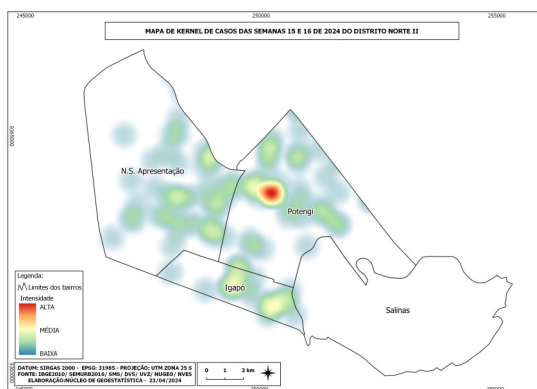 245000 250000 255000
MAPA DE KERNEL DE CASOS DAS SEMANAS 15 E 16 DE 2024 DO DISTRITO NORTE II
N.S. Apresentação
Potengi
Igapó
Salinas
Legenda:
Limites dos bairros
Intensidade
ALTA
MÉDIA
BAIXA
DATUM: SIRGAS 2000 - EPSG: 31985 - PROJEÇÃO: UTM ZONA 25 S
FONTE: IBGE2010/ SEMURB2016/ SMS/ DVS/ UVZ/ NUGEO/ NVES
ELABORAÇÃO:NÚCLEO DE GEOESTATÍSTICA - 23/04/2024
0 1 2 km
245000 250000 255000